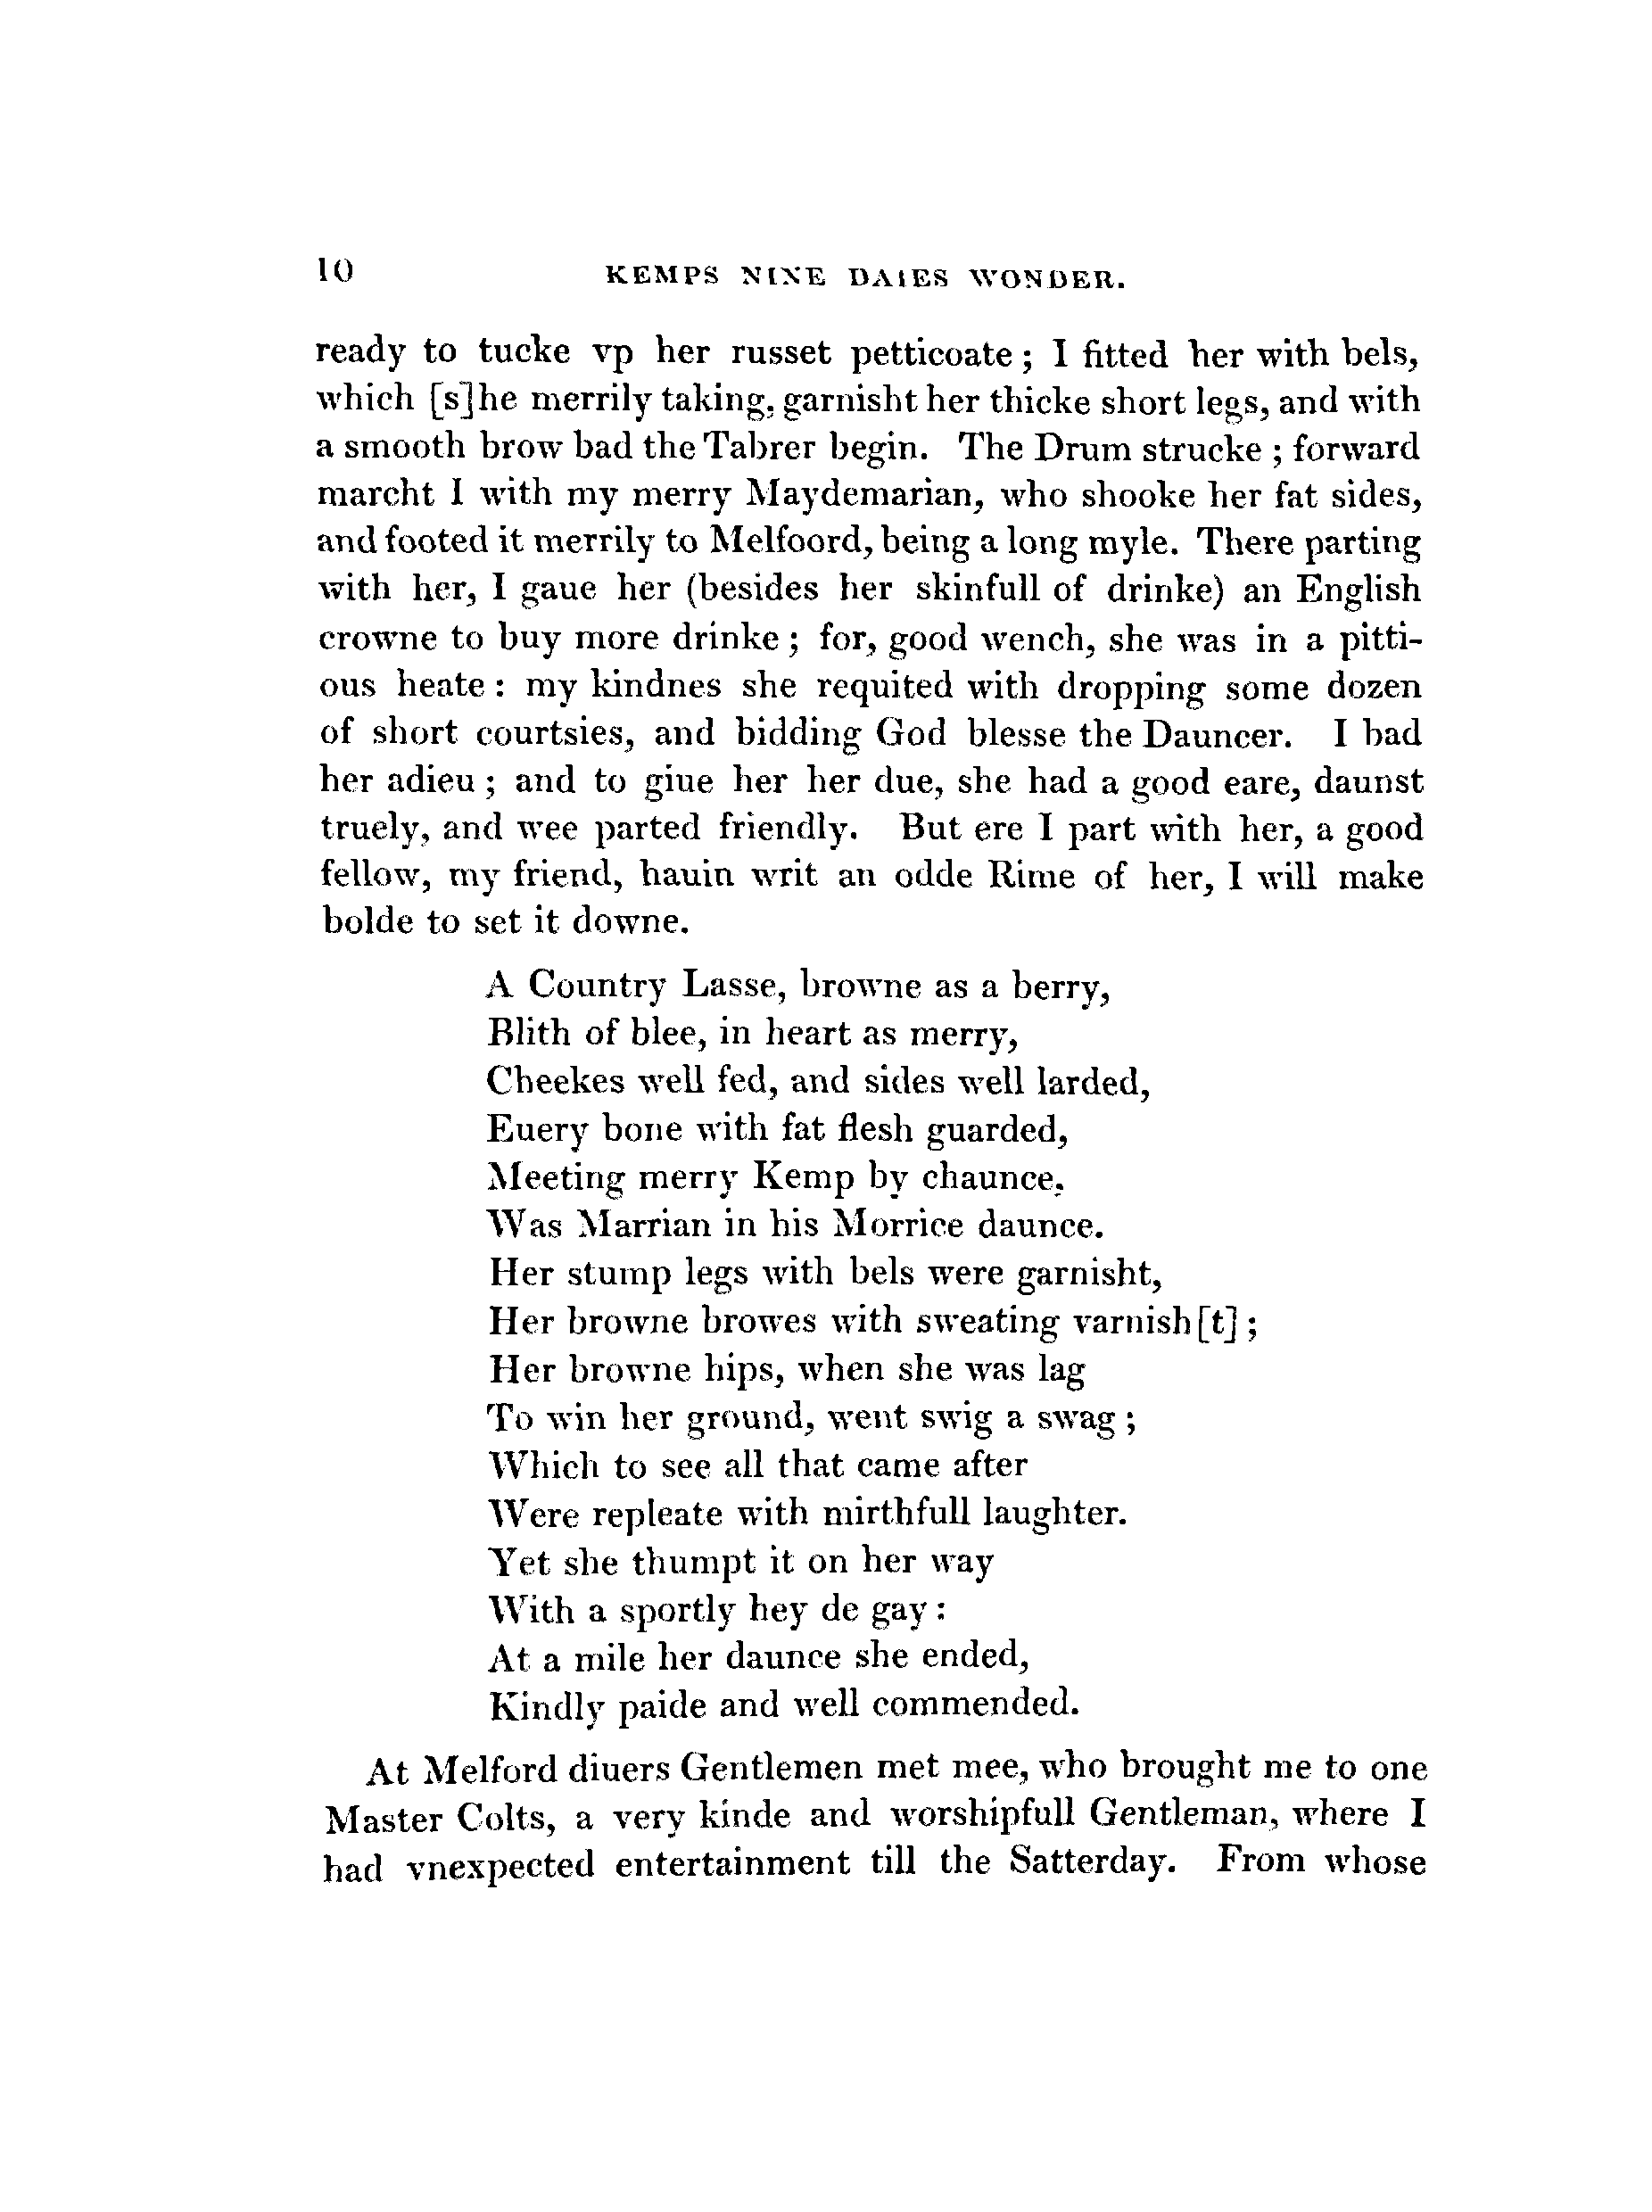 10 KEMPS NINE DAIES WONDER.
ready to tucke vp her russet petticoate ; I fitted her with bels,
which [s]he merrily taking, garnisht her thicke short legs, and with
a smooth brow bad the Tabrer begin. The Drum strucke ; forward
marcht I with my merry Maydemarian, who shooke her fat sides,
and footed it merrily to Melfoord, being a long myle. There parting
with her, I gaue her (besides her skinfull of drinke) an English
crowne to buy more drinke ; for, good wench, she was in a pitti-
ous heate : my kindnes she requited with dropping some dozen
of short courtsies, and bidding God blesse the Dauncer. I bad
her adieu ; and to giue her her due, she had a good eare, daunst
truely, and wee parted friendly. But ere I part with her, a good
fellow, my friend, hauin writ an odde Rime of her, I will make
bolde to set it downe.
A Country Lasse, browne as a berry,
Blith of blee, in heart as merry,
Cheekes well fed, and sides well larded,
Euery bone with fat flesh guarded,
Meeting merry Kemp by chaunce,
Was Marrian in his Morrice daunce.
Her stump legs with bels were garnisht,
Her browne browes with sweating varnish[t] ;
Her browne hips, when she was lag
To win her ground, went swig a swag ;
Which to see all that came after
Were repleate with mirthfull laughter.
Yet she thumpt it on her way
With a sportly hey de gay :
At a mile her daunce she ended,
Kindly paide and well commended.
At Melford diuers Gentlemen met mee, who brought me to one
Master Colts, a very kinde and worshipfull Gentleman, where I
had vnexpected entertainment till the Satterday. From whose